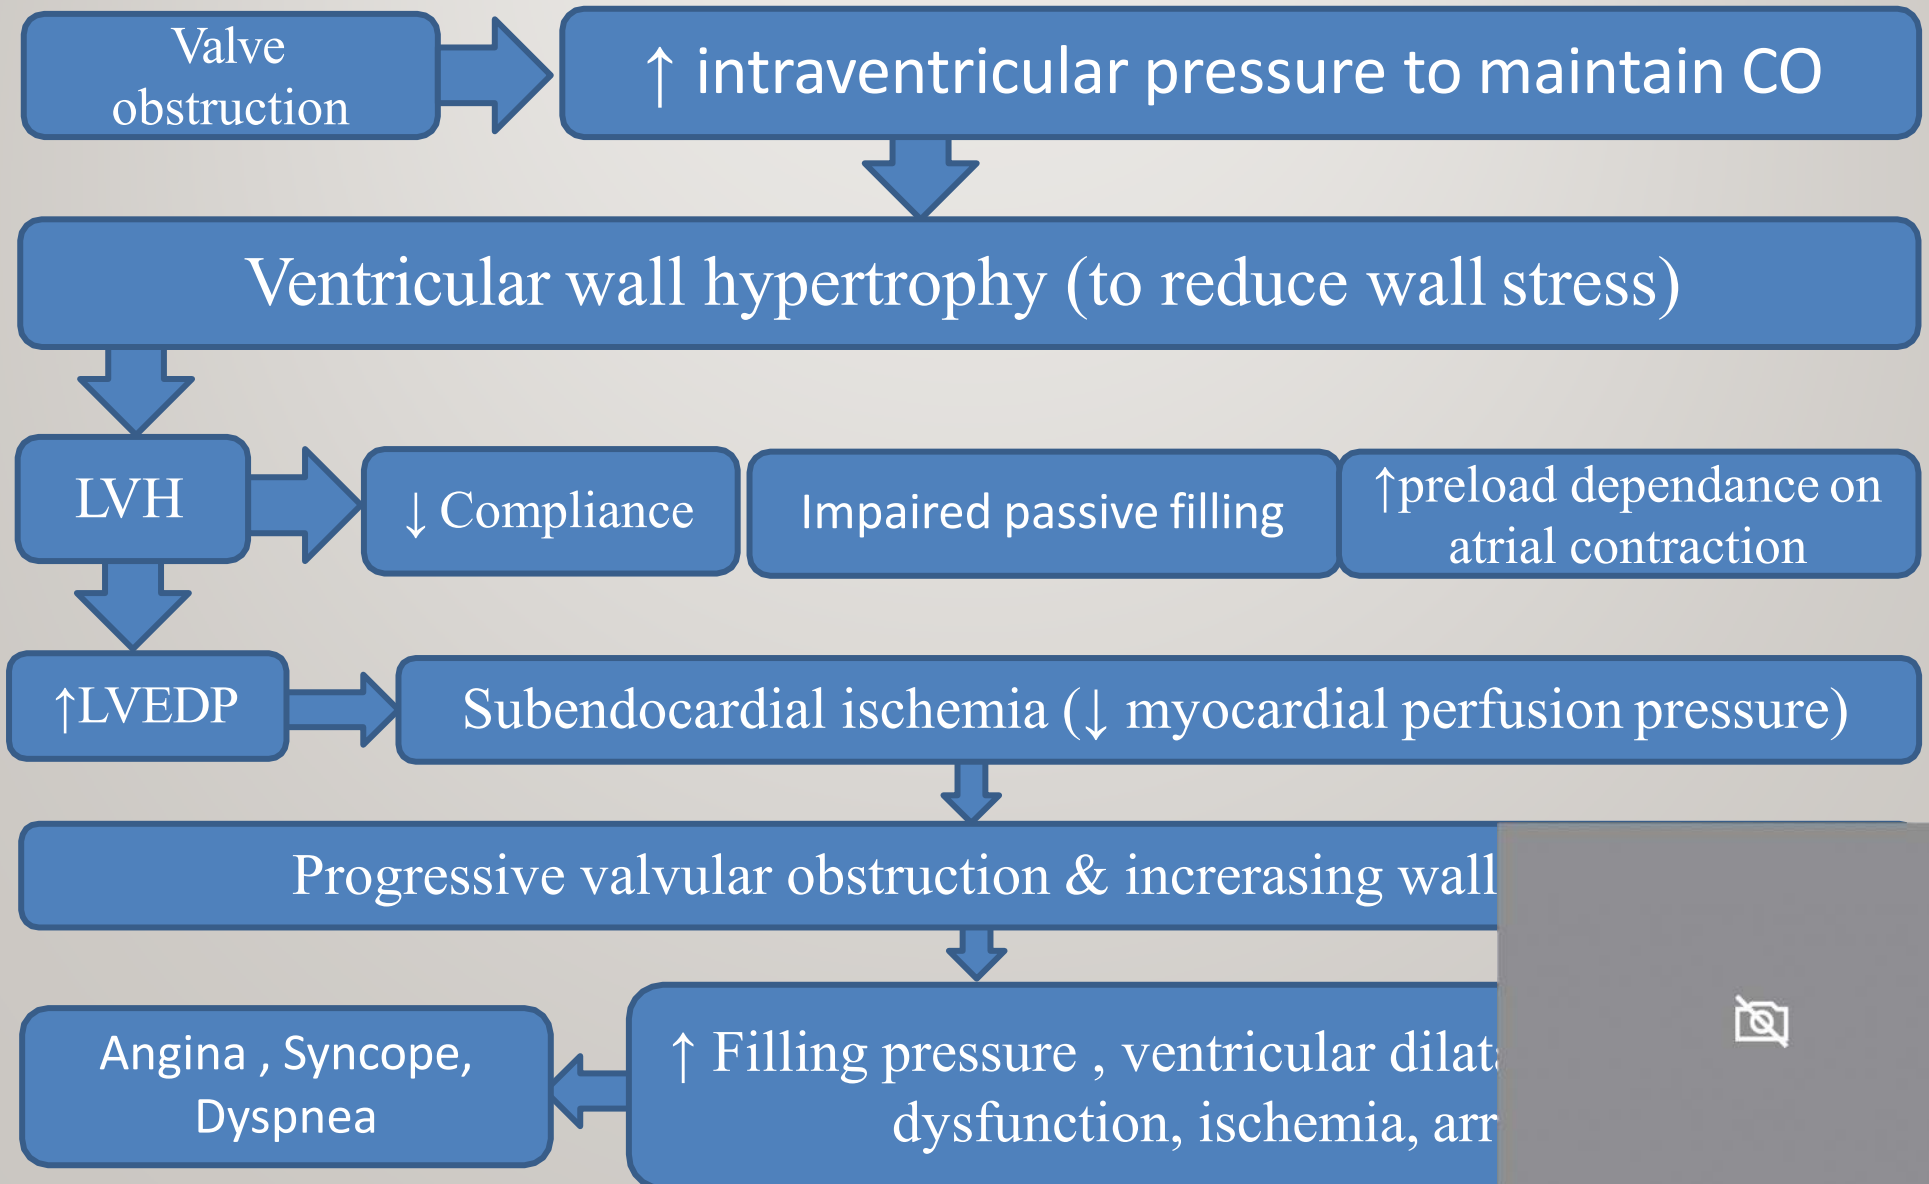 Valve
obstruction
↑ intraventricular pressure to maintain CO
Ventricular wall hypertrophy (to reduce wall stress)
LVH
↓ Compliance
Impaired passive filling
↑preload dependance on
atrial contraction
↑LVEDP
Subendocardial ischemia (↓ myocardial perfusion pressure)
Progressive valvular obstruction & increrasing wall
Angina , Syncope,
Dyspnea
↑ Filling pressure , ventricular
dysfunction, ischemia,